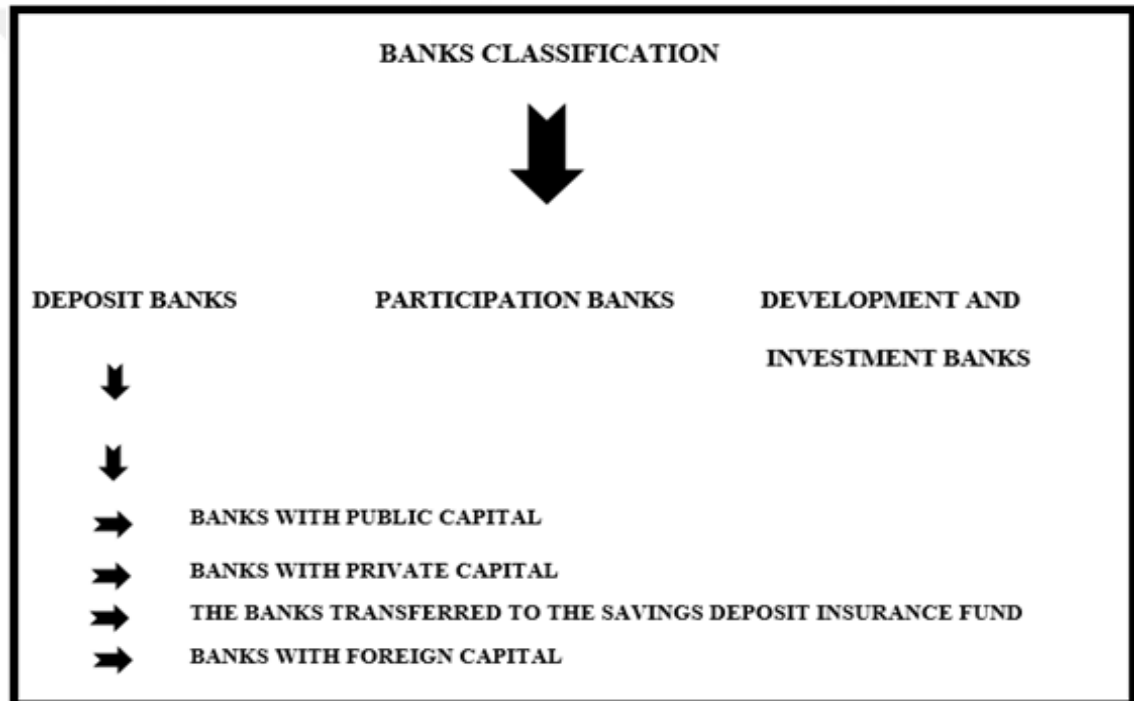 BANKS CLASSIFICATION
DEPOSIT BANKS
PARTICIPATION BANKS
DEVELOPMENT AND
INVESTMENT BANKS
BANKS WITH PUBLIC CAPITAL
BANKS WITH PRIVATE CAPITAL
THE BANKS TRANSFERRED TO THE SAVINGS DEPOSIT INSURANCE FUND
BANKS WITH FOREIGN CAPITAL